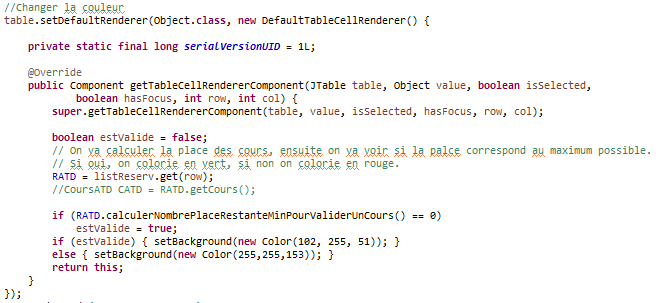 //Changer la couleur
table.setDefaultRenderer(Object.class, new DefaultTableCellRenderer() {
private static final long serialVersionUID = 1L;
@Override
public Component getTableCellRendererComponent(JTable table, Object value, boolean isSelected,
boolean hasFocus, int row, int col) {
super.getTableCellRendererComponent(table, value, isSelected, hasFocus, row, col);
boolean estValide = false;
// On va calculer la place des cours, ensuite on va voir si la palce correspond au maximum possible.
// Si oui, on colorie en vert, si non on colorie en rouge.
RATD = listReserv.get(row);
//CoursATD CATD = RATD.getCours();
if (RATD.calculerNombrePlaceRestanteMinPourValiderUnCours() == 0)
estValide = true;
if (estValide) { setBackground(new Color(102, 255, 51)); }
else { setBackground(new Color(255,255,153)); }
return this;
}
});